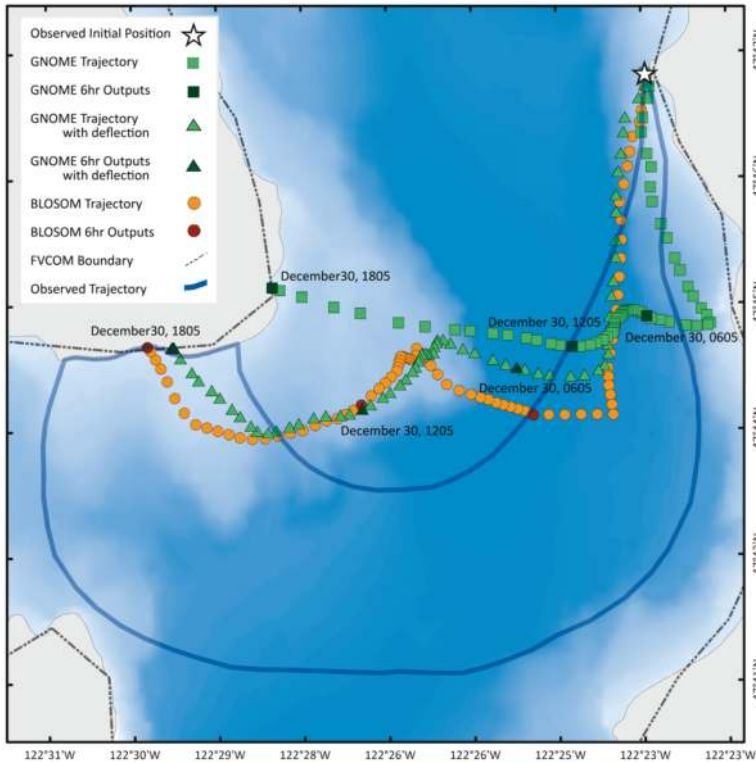 Observed Initial Position
GNOME Trajectory
GNOME 6hr Outputs
GNOME Trajectory
with deflection
GNOME 6hr Outputs
with deflection
BLOSOM Trajectory
BLOSOM 6hr Outputs
FVCOM Boundary
Observed Trajectory
December30, 1805
December30, 1805
December 30, 1205
December 30, 0605
December 30, 0605
December 30, 1205
122°31'W 122°30'W 122°29'W 122°28'W 122°26'W 122°26'W 122°25'W 122°23'W 122°23'W